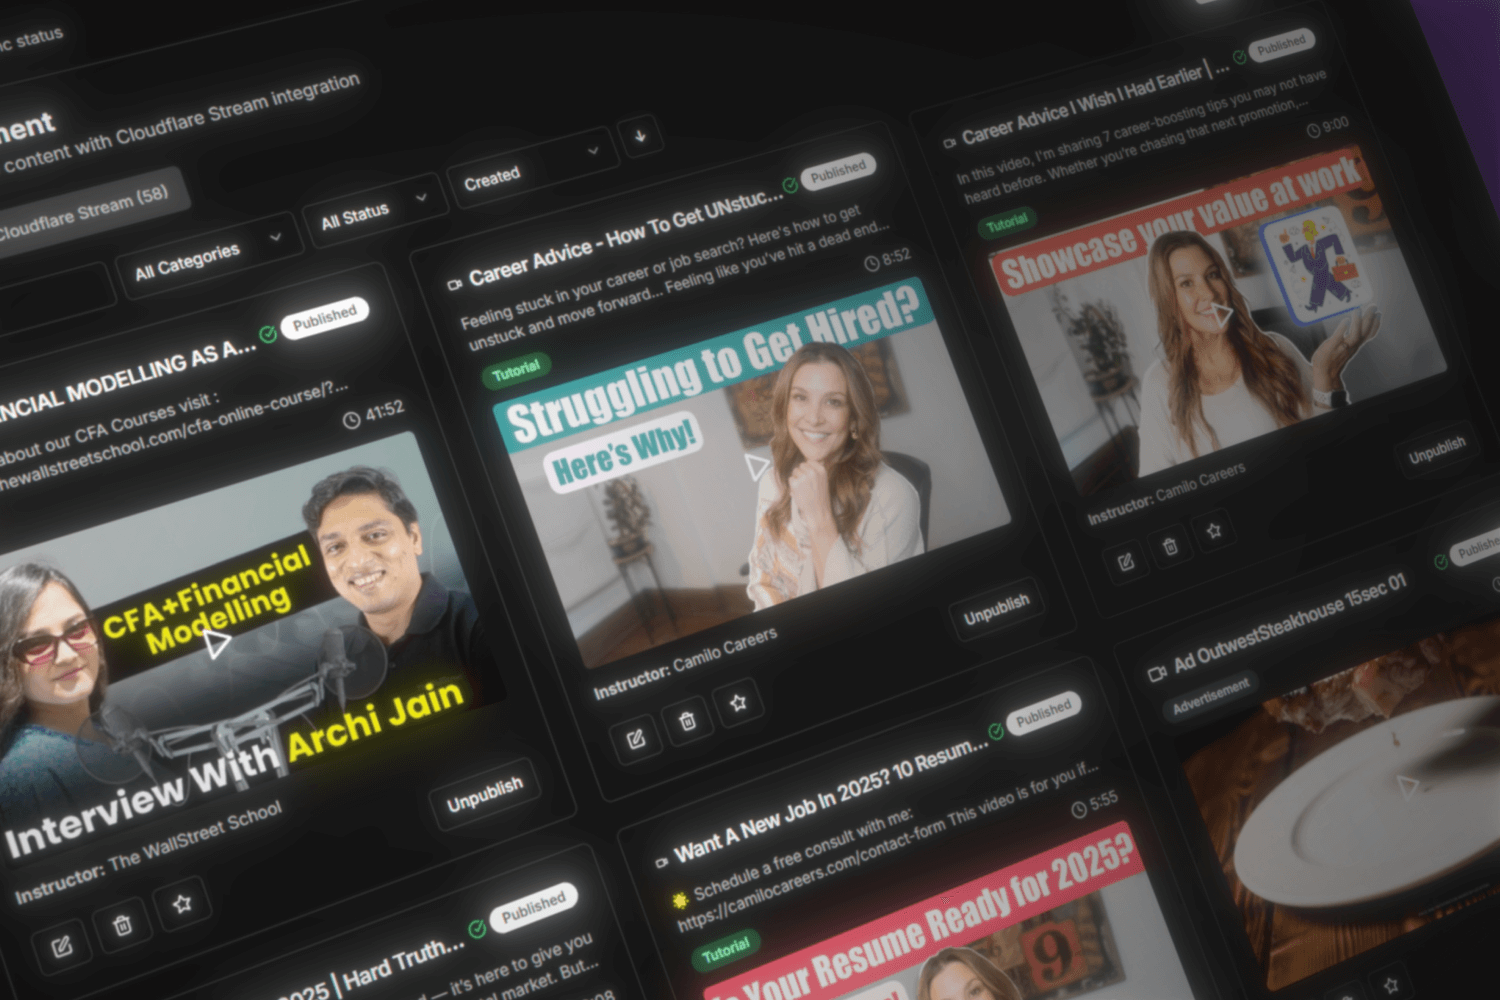 ic status
ment
content with Cloudflare Stream integration
Cloudflare Stream (58)
All Categories
All Status
Created
NCIAL MODELLING AS A...
Published
about our CFA Courses visit :
newallstreetschool.com/cfa-online-course/?...
41:52
CFA+Financial
Modelling
Interview With Archi Jain
Instructor: The WallStreet School
Unpublish
Career Advice - How To Get UNstuc...
Published
Feeling stuck in your career or job search? Here's how to get
unstuck and move forward... Feeling like you've hit a dead end...
8:52
Tutorial
Struggling to Get Hired?
Here's Why!
Instructor: Camilo Careers
Unpublish
Career Advice I Wish I Had Earlier | ...
Published
In this video, I'm sharing 7 career-boosting tips you may not have
heard before. Whether you're chasing that next promotion,...
9:00
Tutorial
Showcase your value at work
Instructor: Camilo Careers
Unpublish
2025 | Hard Truth...
Published
— it's here to give you
market. But...
Want A New Job In 2025? 10 Resum...
Published
🌟 Schedule a free consult with me:
https://camilocareers.com/contact-form This video is for you if...
5:55
Tutorial
Your Resume Ready for 2025?
9
Ad OutwestSteakhouse 15sec 01
Published
Advertisement